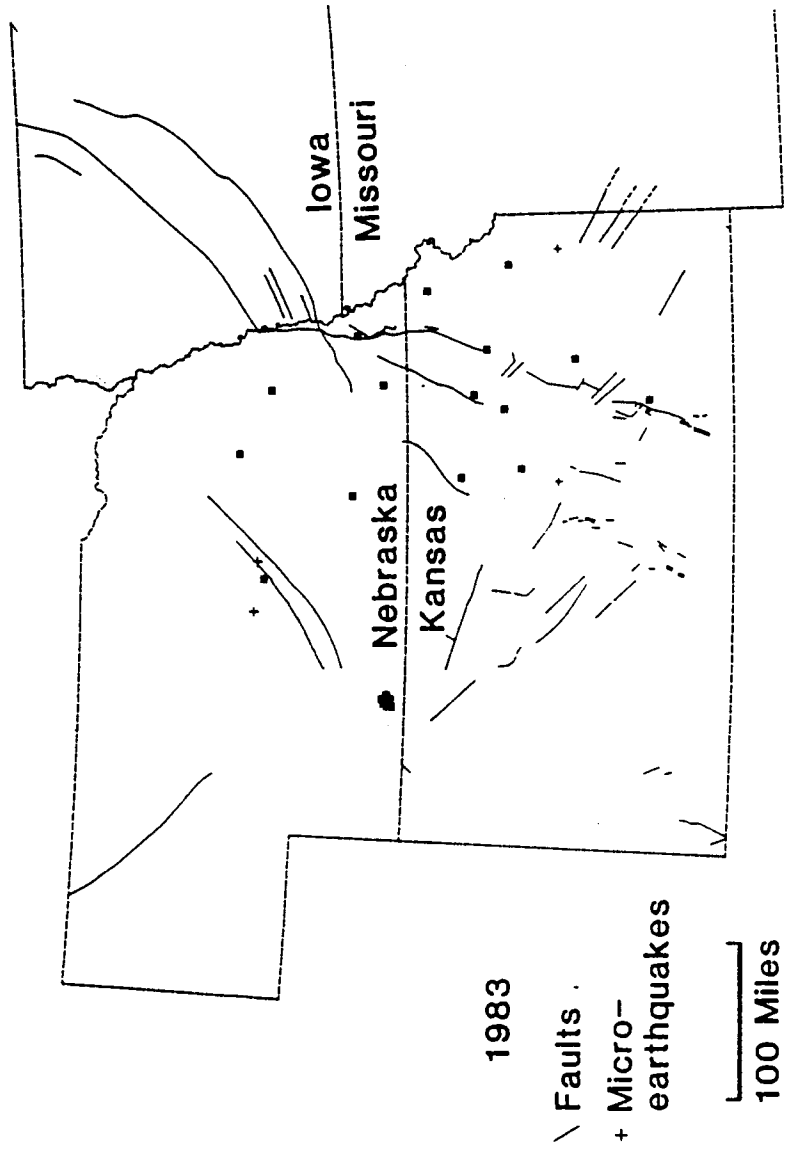 Iowa
Missouri
Nebraska
Kansas
1983
\ Faults .
+ Micro-
earthquakes
100 Miles